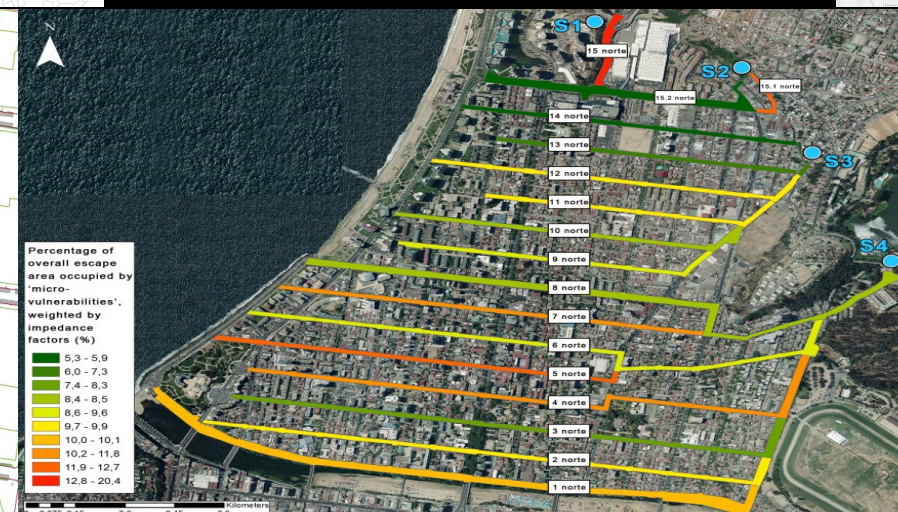 N
S1
15 norte
S2
15.1 norte
15.2 norte
14 norte
13 norte
S3
12 norte
11 norte
10 norte
S4
9 norte
Percentage of
overall escape
area occupied by
'micro-
vulnerabilities',
weighted by
impedance
factors (%)
8 norte
7 norte
6 norte
5 norte
4 norte
3 norte
2 norte
1 norte
5,3 - 5,9
6,0 - 7,3
7,4 - 8,3
8,4 - 8,5
8,6 - 9,6
9,7 - 9,9
10,0 - 10,1
10,2 - 11,8
11,9 - 12,7
12,8 - 20,4
Kilometers